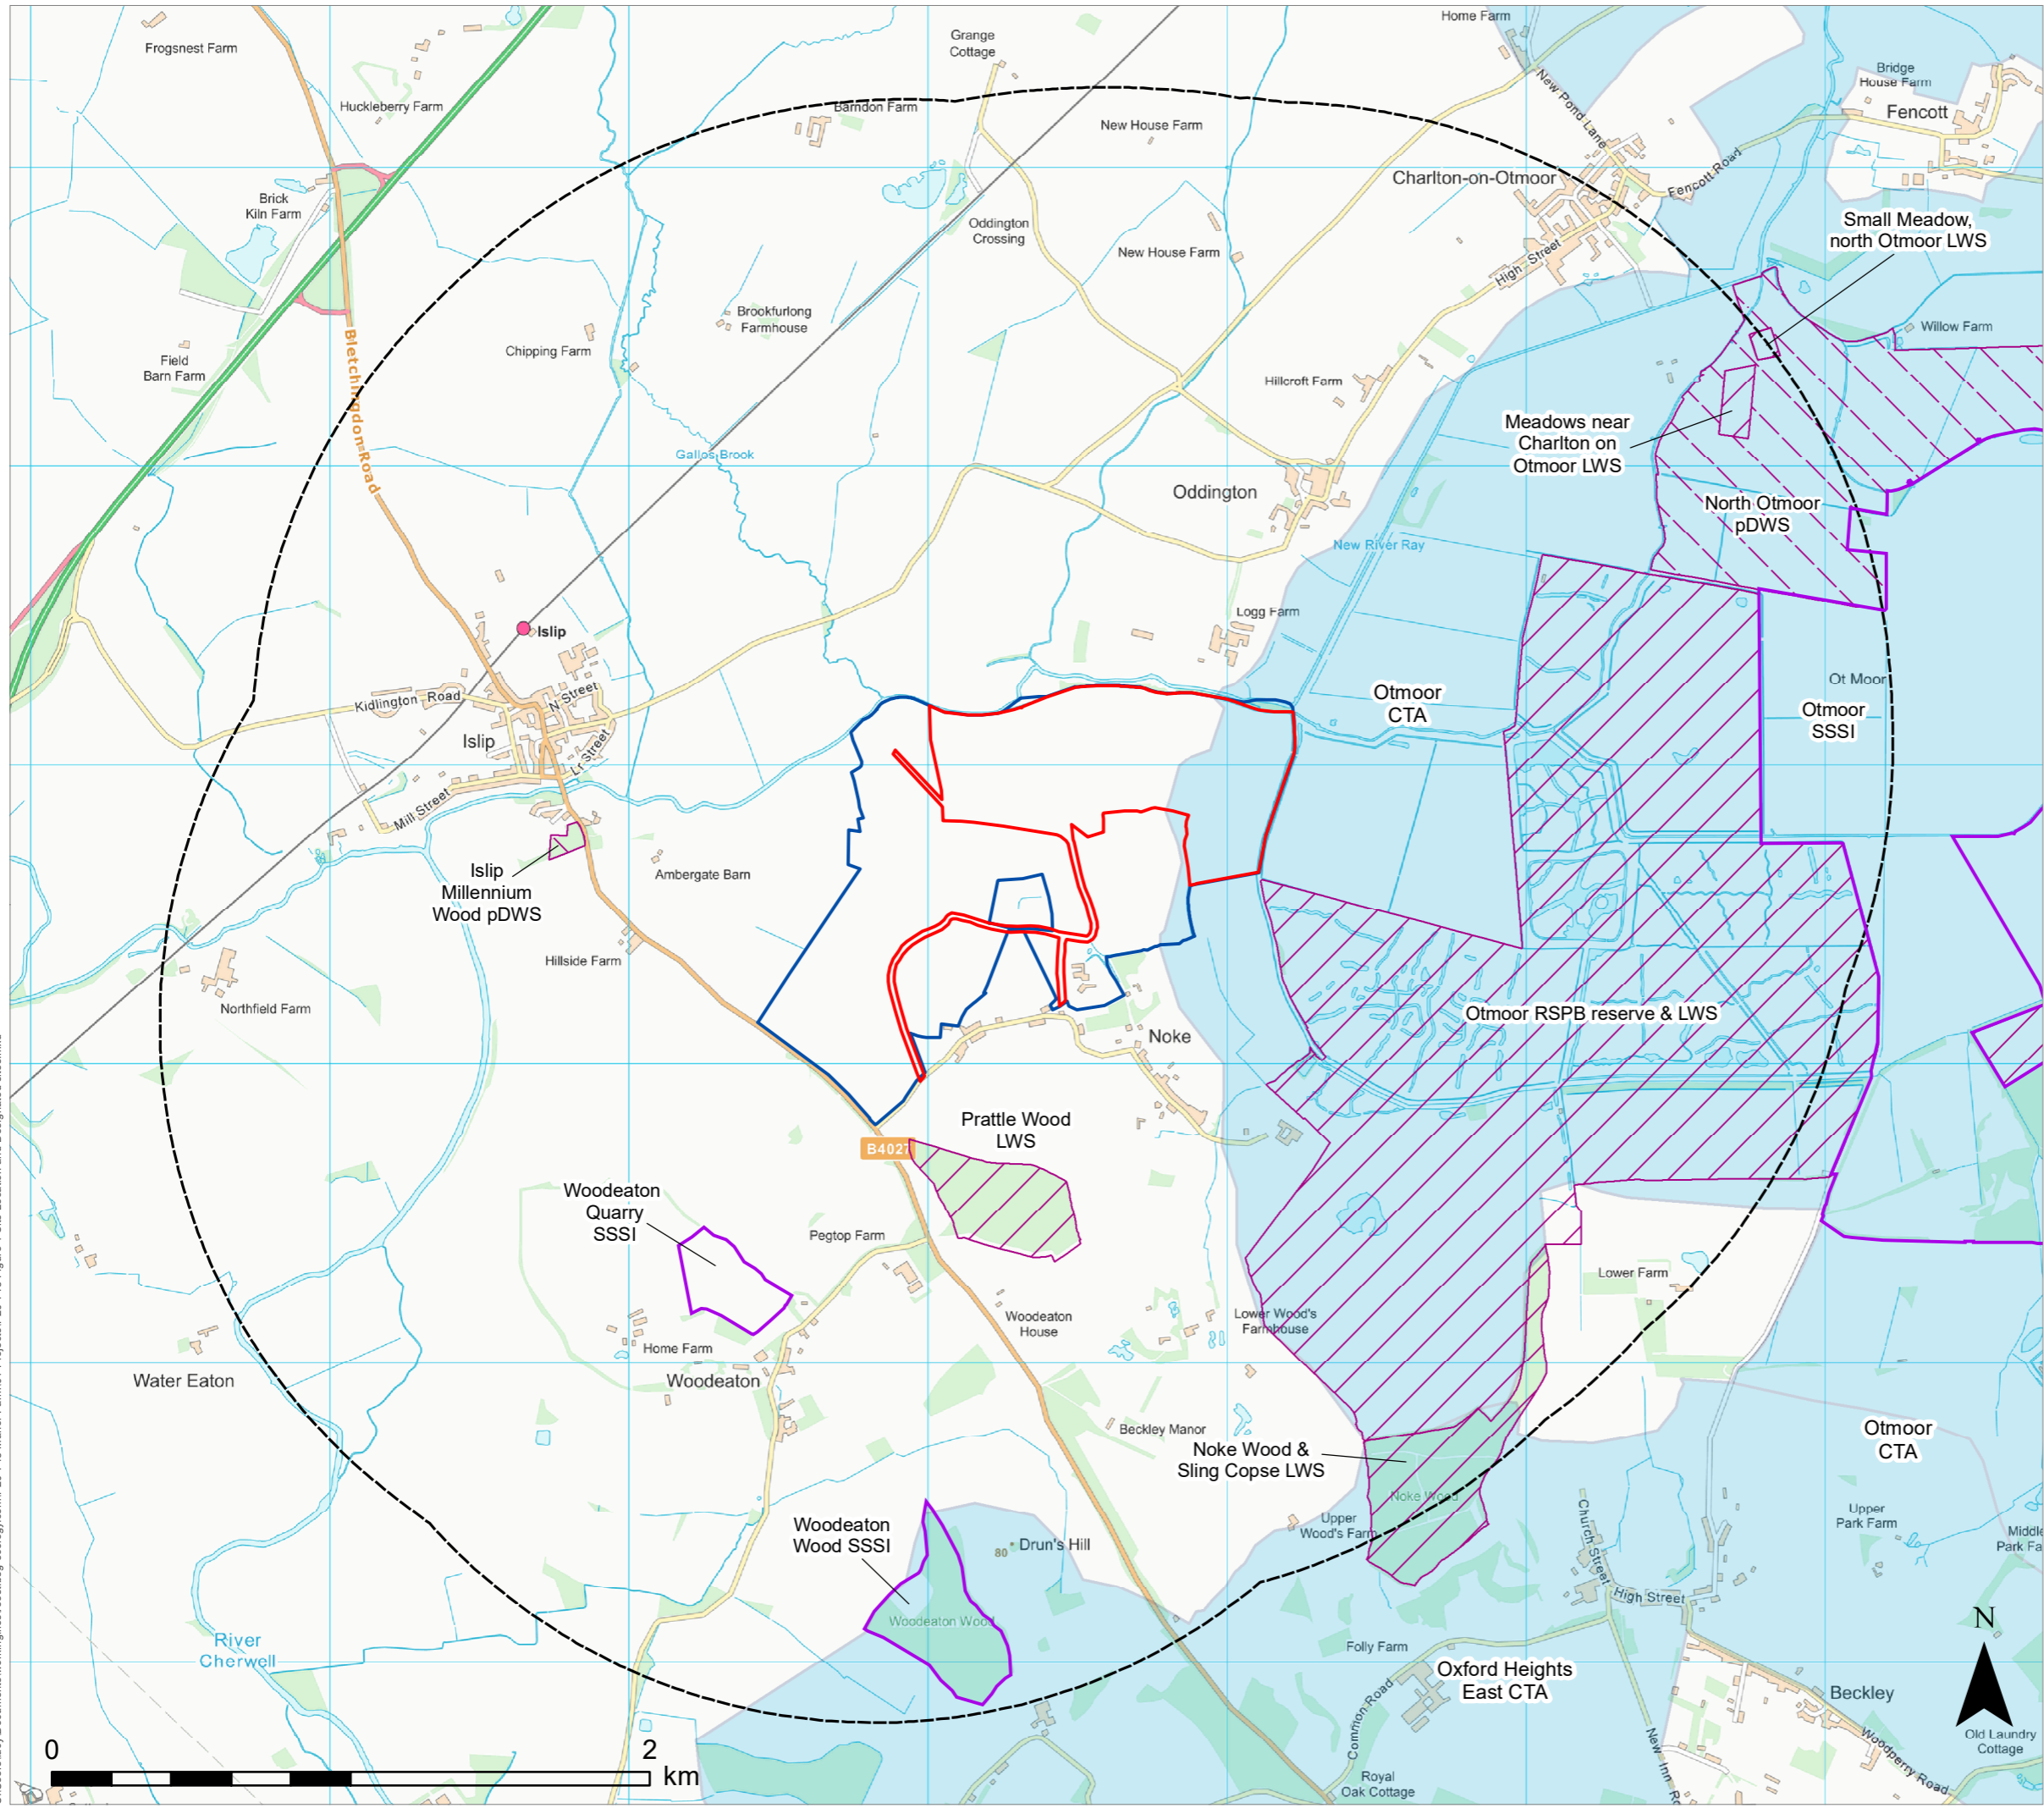 Frogsnest Farm
Huckleberry Farm
Grange
Cottage
Home Farm
Barndon Farm
New House Farm
New Pond Lane
Bridge
House Farm
Fencott
Fencott Road
Charlton-on-Otmoor
Brick
Kiln Farm
Oddington
Crossing
New House Farm
High Street
Small Meadow,
north Otmoor LWS
Brookfurlong
Farmhouse
Willow Farm
Field
Barn Farm
Chipping Farm
Bletchingdon Road
Hillcroft Farm
Meadows near
Charlton on
Otmoor LWS
Gallos Brook
Oddington
North Otmoor
pDWS
New River Ray
Logg Farm
Islip
Kidlington Road
N Street
Islip
Lr Street
Mill Street
Otmoor
CTA
Ot Moor
Otmoor
SSSI
Islip
Millennium
Wood pDWS
Ambergate Barn
Hillside Farm
Northfield Farm
Noke
Otmoor RSPB reserve & LWS
Prattle Wood
LWS
B4027
Woodeaton
Quarry
SSSI
Pegtop Farm
Woodeaton
House
Lower Wood's
Farmhouse
Lower Farm
Home Farm
Woodeaton
Water Eaton
Beckley Manor
Noke Wood &
Sling Copse LWS
Noke Wood
Otmoor
CTA
Upper
Wood's Farm
Church Street
Upper
Park Farm
Middle
Park Fa
Woodeaton
Wood SSSI
80
Drun's Hill
Woodeaton Wood
High Street
N
River
Cherwell
Folly Farm
Oxford Heights
East CTA
Common Road
Beckley
New Inn Ro
Woodperry Road
Old Laundry
Cottage
Royal
Oak Cottage
0
2
km